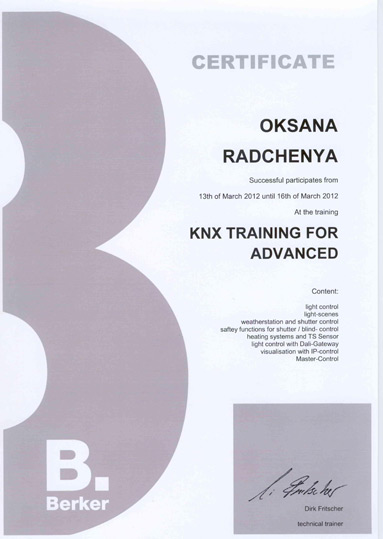 CERTIFICATE
OKSANA
RADCHENYA
Successful participates from
13th of March 2012 until 16th of March 2012
At the training
KNX TRAINING FOR
ADVANCED
Content:
light control
light-scenes
weatherstation and shutter control
saftey functions for shutter / blind- control
heating systems and TS Sensor
light control with Dali-Gateway
visualisation with IP-control
Master-Control
B.
Berker
Dirk Fritscher
technical trainer